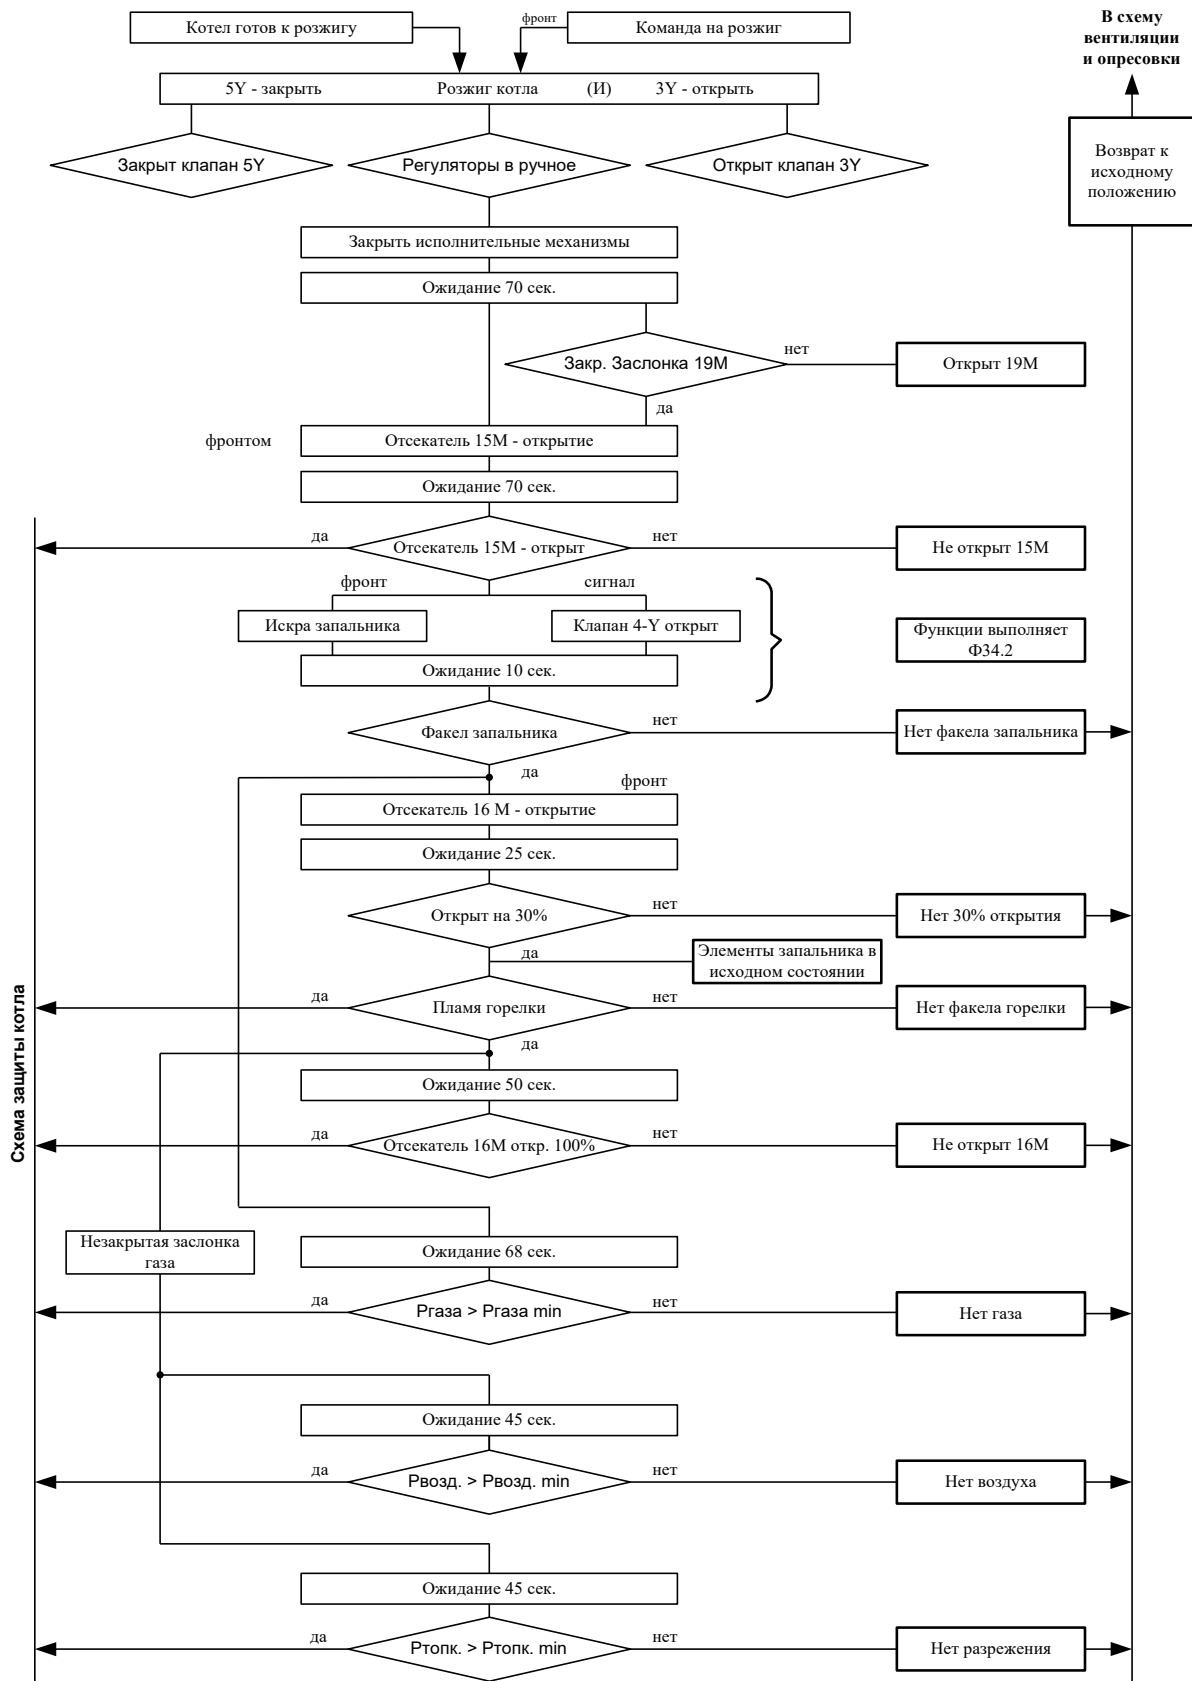 Котел готов к розжигу
фронт
Команда на розжиг
В схему
вентиляции
и опресовки
5Y - закрыть Розжиг котла (И) 3Y - открыть
Закрыт клапан 5Y
Регуляторы в ручное
Открыт клапан 3Y
Возврат к
исходному
положению
Закрыть исполнительные механизмы
Ожидание 70 сек.
Закр. Заслонка 19М
нет
Открыт 19М
да
фронтом
Отсекатель 15М - открытие
Ожидание 70 сек.
да
Отсекатель 15М - открыт
нет
Не открыт 15М
фронт
сигнал
Искра запальника
Клапан 4-Y открыт
Функции выполняет
Ф34.2
Ожидание 10 сек.
Факел запальника
нет
Нет факела запальника
да
фронт
Отсекатель 16 М - открытие
Ожидание 25 сек.
Открыт на 30%
нет
Нет 30% открытия
да
Элементы запальника в
исходном состоянии
да
Пламя горелки
нет
Нет факела горелки
да
Схема защиты котла
Ожидание 50 сек.
да
Отсекатель 16М откр. 100%
нет
Не открыт 16М
Незакрытая заслонка
газа
Ожидание 68 сек.
да
Ргаза > Ргаза min
нет
Нет газа
Ожидание 45 сек.
да
Рвозд. > Рвозд. min
нет
Нет воздуха
Ожидание 45 сек.
да
Ртопк. > Ртопк. min
нет
Нет разрежения